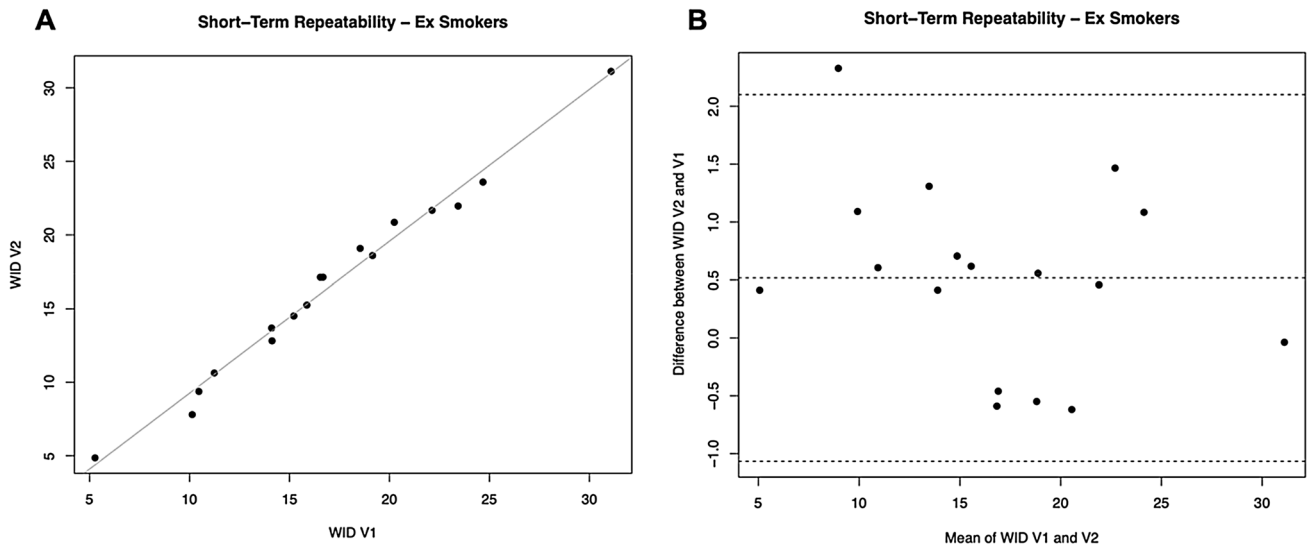 A
Short–Term Repeatability – Ex Smokers
WID V2
30
25
20
15
10
5
5 10 15 20 25 30
WID V1
B
Short–Term Repeatability – Ex Smokers
Difference between WID V2 and V1
2.0
1.5
1.0
0.5
0.0
−0.5
−1.0
5 10 15 20 25 30
Mean of WID V1 and V2